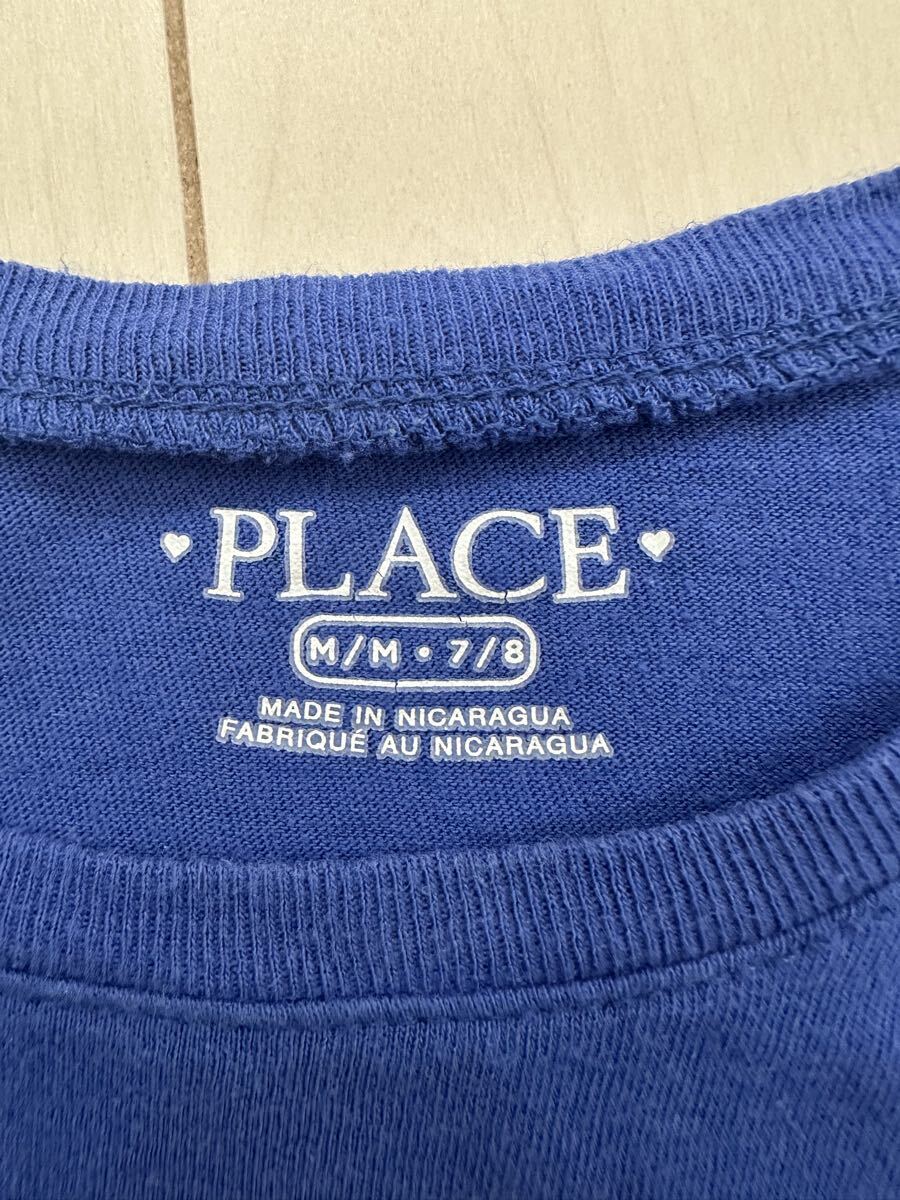 PLACE
M/M • 7/8
MADE IN NICARAGUA
FABRIQUÉ AU NICARAGUA